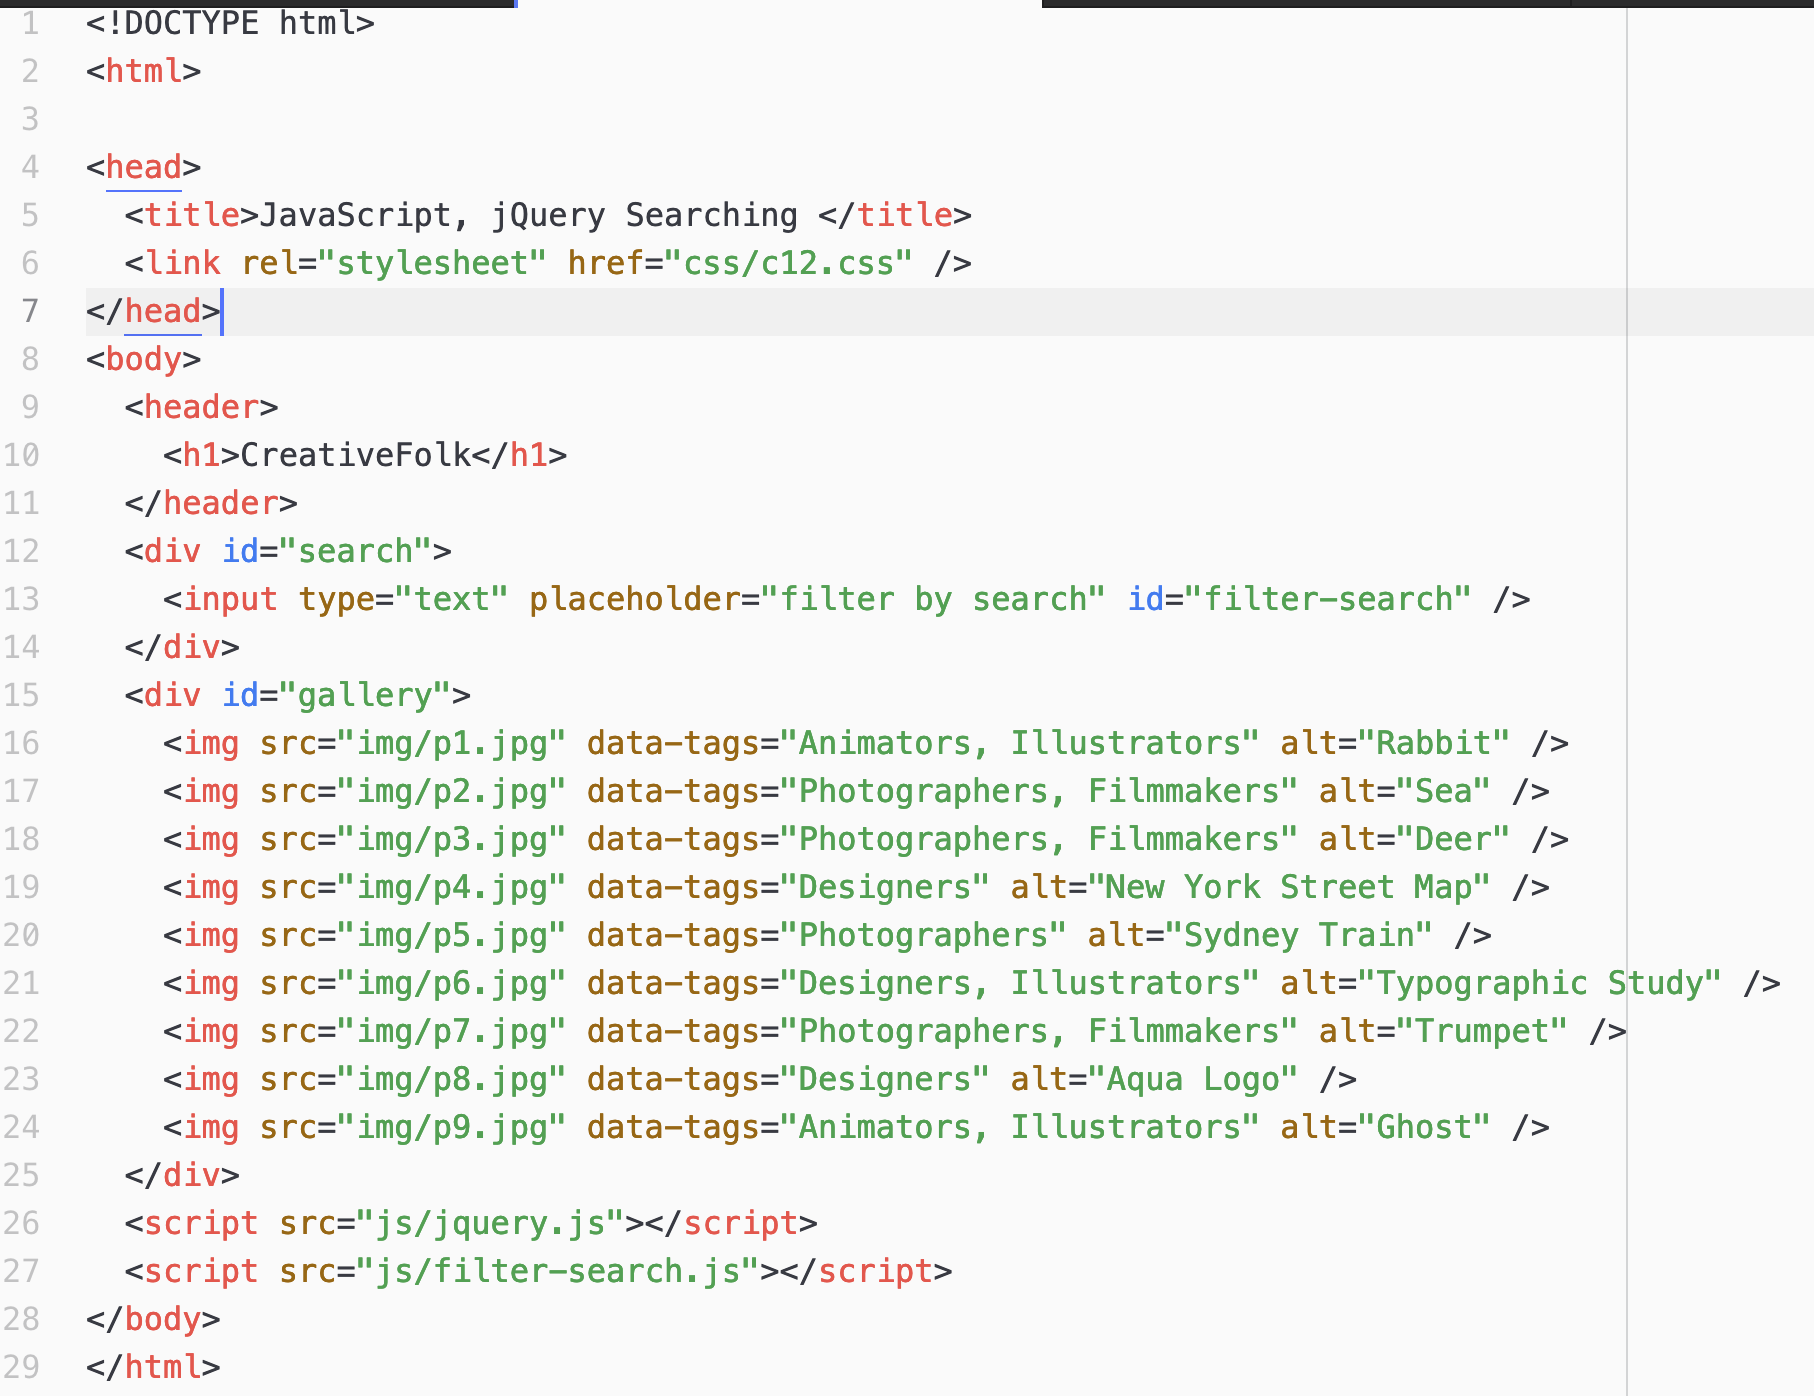 1 <!DOCTYPE html>
2 <html>
3
4 <head>
5   <title>JavaScript, jQuery Searching </title>
6   <link rel="stylesheet" href="css/c12.css" />
7 </head>
8 <body>
9   <header>
10     <h1>CreativeFolk</h1>
11   </header>
12   <div id="search">
13     <input type="text" placeholder="filter by search" id="filter-search" />
14   </div>
15   <div id="gallery">
16     <img src="img/p1.jpg" data-tags="Animators, Illustrators" alt="Rabbit" />
17     <img src="img/p2.jpg" data-tags="Photographers, Filmmakers" alt="Sea" />
18     <img src="img/p3.jpg" data-tags="Photographers, Filmmakers" alt="Deer" />
19     <img src="img/p4.jpg" data-tags="Designers" alt="New York Street Map" />
20     <img src="img/p5.jpg" data-tags="Photographers" alt="Sydney Train" />
21     <img src="img/p6.jpg" data-tags="Designers, Illustrators" alt="Typographic Study" />
22     <img src="img/p7.jpg" data-tags="Photographers, Filmmakers" alt="Trumpet" />
23     <img src="img/p8.jpg" data-tags="Designers" alt="Aqua Logo" />
24     <img src="img/p9.jpg" data-tags="Animators, Illustrators" alt="Ghost" />
25   </div>
26   <script src="js/jquery.js"></script>
27   <script src="js/filter-search.js"></script>
28 </body>
29 </html>